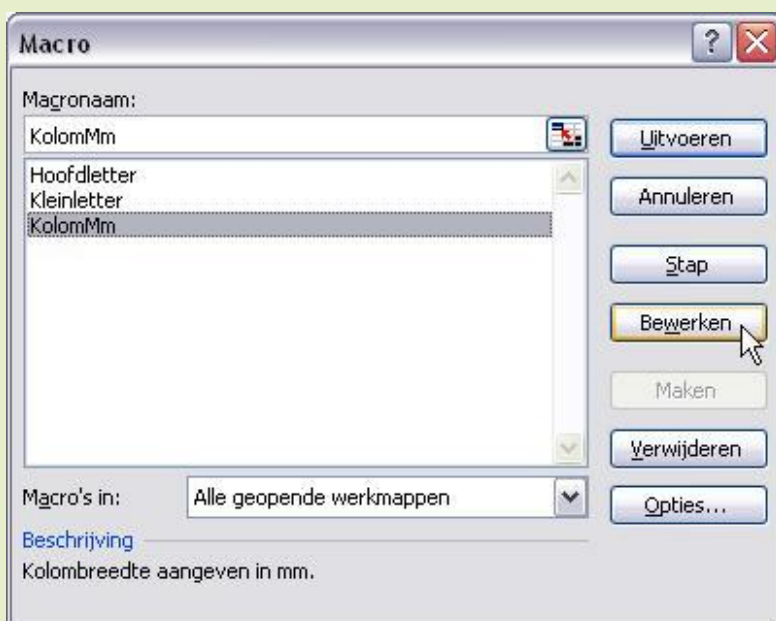 Macro
?
Macronaam:
KolomMm
Uitvoeren
Hoofdletter
Kleinletter
KolomMm
Annuleren
Stap
Bewerken
Maken
Verwijderen
Macro's in:
Alle geopende werkmappen
Opties...
Beschrijving
Kolombreedte aangeven in mm.